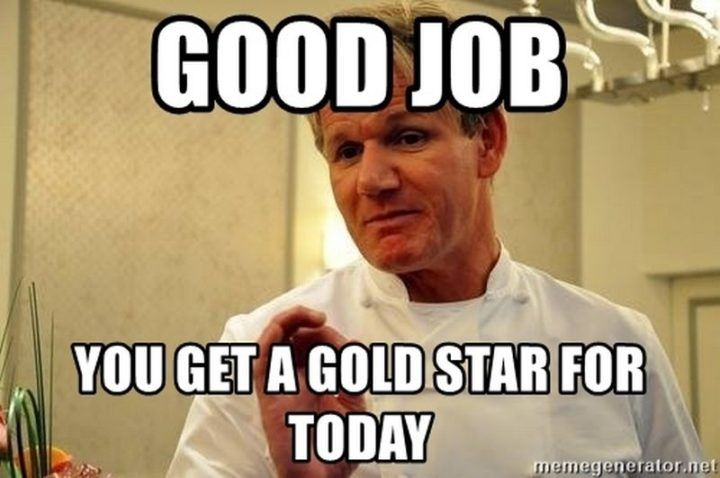 GOOD JOB
YOU GET A GOLD STAR FOR
TODAY
memegenerator.net